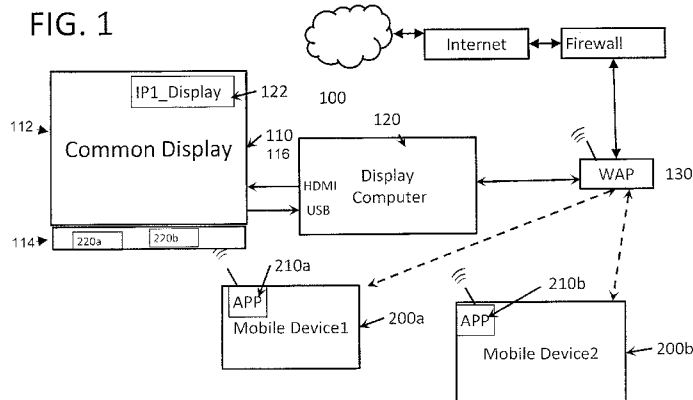 FIG. 1
Internet
Firewall
IP1_Display
122
100
112
110
116
120
Common Display
Display
Computer
HDMI
USB
WAP
130
114
220a
220b
210a
APP
Mobile Device1
200a
210b
APP
Mobile Device2
200b